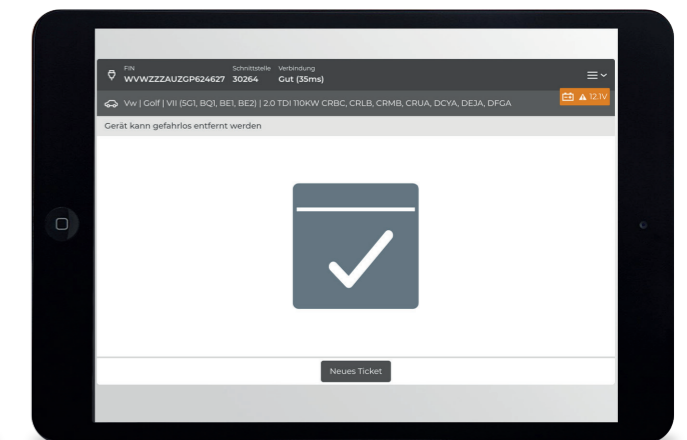 FIN
WVWZZZAUZGP624627
Schnittstelle
30264
Verbindung
Gut (35ms)
Vw | Golf | VII (5G1, BQ1, BE1, BE2) | 2.0 TDI 110KW CRBC, CRLB, CRMB, CRUA, DCYA, DEJA, DFGA
12.1V
Gerät kann gefahrlos entfernt werden
Neues Ticket